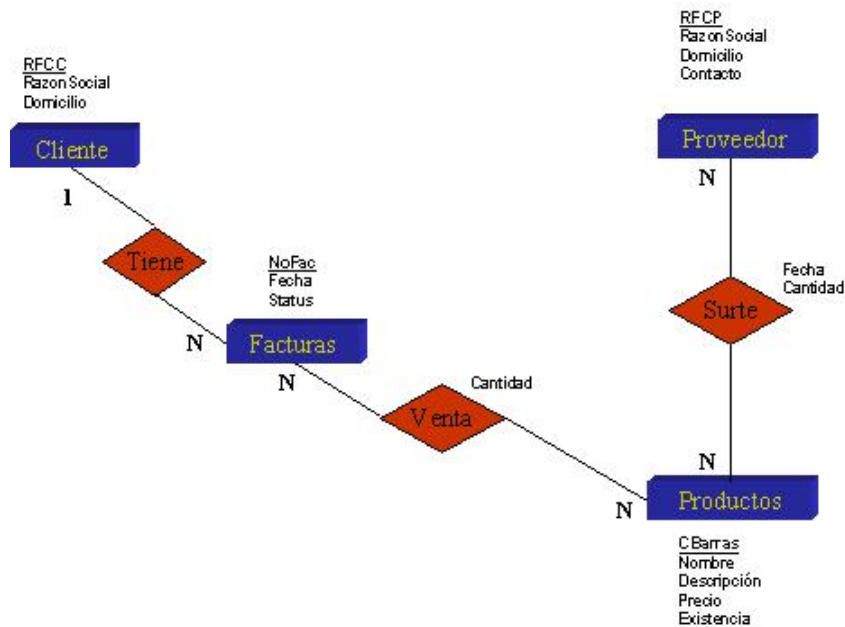 RFCP
Razon Social
Domicilio
Contacto
RFCC
Razon Social
Domicilio
Cliente
Proveedor
N
1
Tiene
NoFac
Fecha
Status
Fecha
Cantidad
Surte
N
Facturas
N
Cantidad
Venta
N
N
Productos
CBarras
Nombre
Descripción
Precio
Existencia